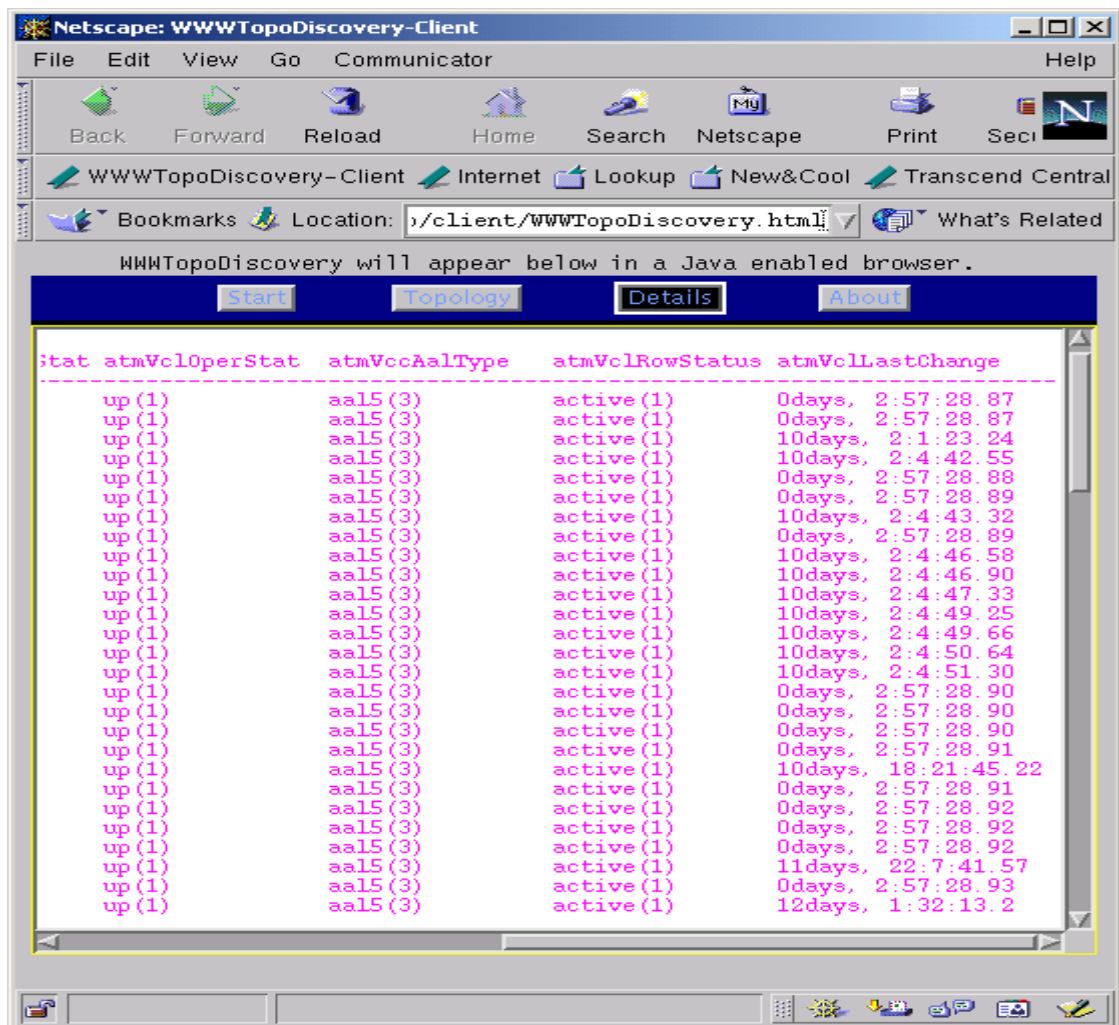 Netscape: WWWTopoDiscovery-Client
File Edit View Go Communicator Help
My N
Back Forward Reload Home Search Netscape Print
WWWTopoDiscovery-Client Internet Lookup New&Cool Transcend Central
Bookmarks Location: /client/WWWTopoDiscovery.html What's Related
WWWTopoDiscovery will appear below in a Java enabled browser.
Start Topology Details About
Stat atmVclOperStat atmVccAalType atmVclRowStatus atmVclLastChange
up(1) aal5(3) active(1) 0days, 2:57:28.87
up(1) aal5(3) active(1) 0days, 2:57:28.87
up(1) aal5(3) active(1) 10days, 2:1:23.24
up(1) aal5(3) active(1) 10days, 2:4:42.55
up(1) aal5(3) active(1) 0days, 2:57:28.88
up(1) aal5(3) active(1) 0days, 2:57:28.89
up(1) aal5(3) active(1) 10days, 2:4:43.32
up(1) aal5(3) active(1) 0days, 2:57:28.89
up(1) aal5(3) active(1) 10days, 2:4:46.58
up(1) aal5(3) active(1) 10days, 2:4:46.90
up(1) aal5(3) active(1) 10days, 2:4:47.33
up(1) aal5(3) active(1) 10days, 2:4:49.25
up(1) aal5(3) active(1) 10days, 2:4:49.66
up(1) aal5(3) active(1) 10days, 2:4:50.64
up(1) aal5(3) active(1) 10days, 2:4:51.30
up(1) aal5(3) active(1) 0days, 2:57:28.90
up(1) aal5(3) active(1) 0days, 2:57:28.90
up(1) aal5(3) active(1) 0days, 2:57:28.90
up(1) aal5(3) active(1) 0days, 2:57:28.91
up(1) aal5(3) active(1) 10days, 18:21:45.22
up(1) aal5(3) active(1) 0days, 2:57:28.91
up(1) aal5(3) active(1) 0days, 2:57:28.92
up(1) aal5(3) active(1) 0days, 2:57:28.92
up(1) aal5(3) active(1) 0days, 2:57:28.92
up(1) aal5(3) active(1) 11days, 22:7:41.57
up(1) aal5(3) active(1) 0days, 2:57:28.93
up(1) aal5(3) active(1) 12days, 1:32:13.2